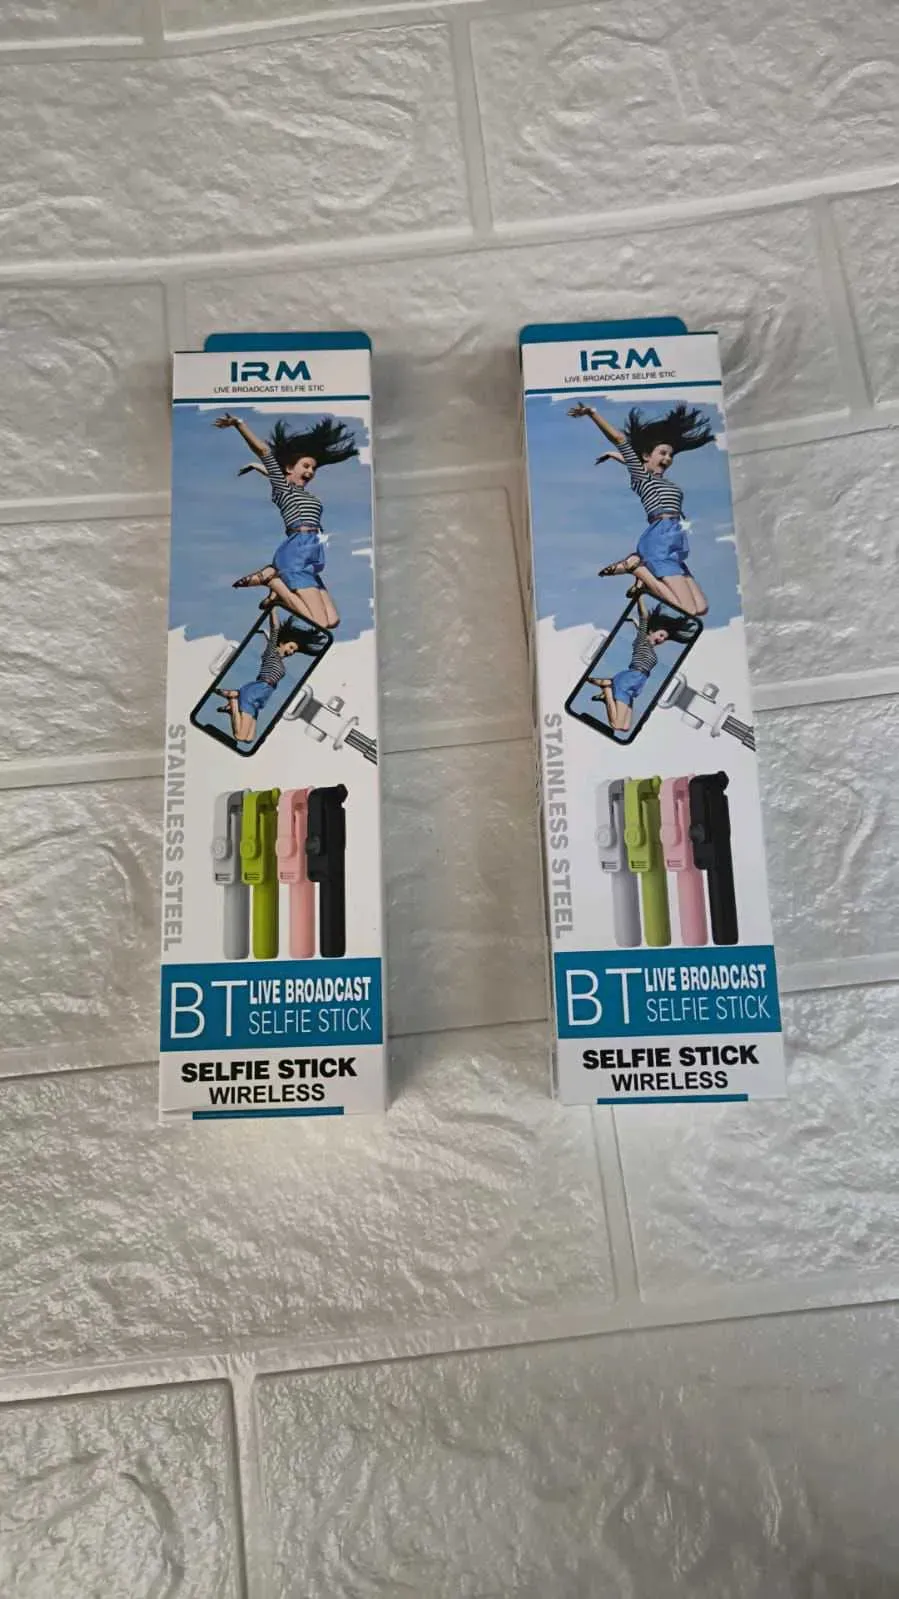 IRM
LIVE BROADCAST SELFIE STIC
STAINLESS STEEL
BT LIVE BROADCAST
SELFIE STICK
SELFIE STICK
WIRELESS
IRM
LIVE BROADCAST SELFIE STIC
STAINLESS STEEL
BT LIVE BROADCAST
SELFIE STICK
SELFIE STICK
WIRELESS